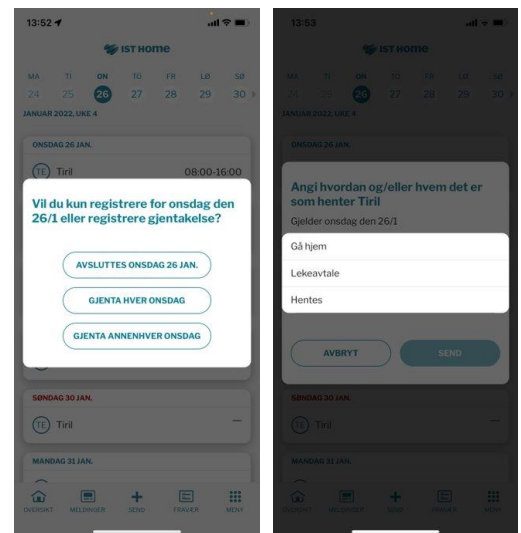 13:52
IST Home
MA TI ON TO FR LØ SØ
24 25 26 27 28 29 30
JANUAR 2022, UKE 4
ONSDAG 26 JAN.
TE Tiril 08:00-16:00
Vil du kun registrere for onsdag den
26/1 eller registrere gjentakelse?
AVSLUTTES ONSDAG 26 JAN.
GJENTA HVER ONSDAG
GJENTA ANNENHVER ONSDAG
SØNDAG 30 JAN.
TE Tiril —
MANDAG 31 JAN.
OVERSIKT MELDINGER SEND FRAVÆR MENY
13:53
IST Home
MA TI ON TO FR LØ SØ
24 25 26 27 28 29 30
JANUAR 2022, UKE 4
ONSDAG 26 JAN.
Angi hvordan og/eller hvem det er
som henter Tiril
Gjelder onsdag den 26/1
Gå hjem
Lekeavtale
Hentes
AVBRYT SEND
SØNDAG 30 JAN.
TE Tiril —
MANDAG 31 JAN.
OVERSIKT MELDINGER SEND FRAVÆR MENY